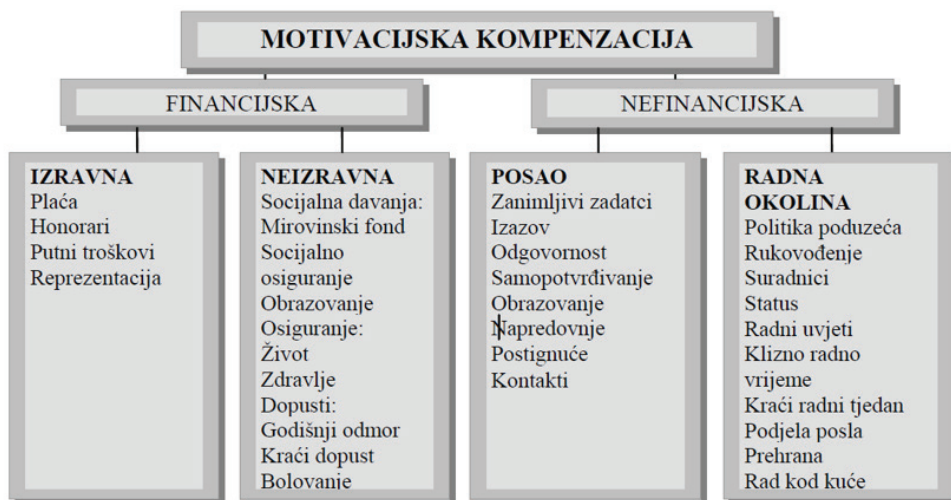 MOTIVACIJSKA KOMPENZACIJA
FINANCIJSKA
NEFINANCIJSKA
IZRAVNA
Plaća
Honorari
Putni troškovi
Reprezentacija
NEIZRAVNA
Socijalna davanja:
Mirovinski fond
Socijalno
osiguranje
Obrazovanje
Osiguranje:
Život
Zdravlje
Dopusti:
Godišnji odmor
Kraći dopust
Bolovanje
POSAO
Zanimljivi zadatci
Izazov
Odgovornost
Samopotvrđivanje
Obrazovanje
Napredovnje
Postignuće
Kontakti
RADNA
OKOLINA
Politika poduzeća
Rukovođenje
Suradnici
Status
Radni uvjeti
Klizno radno
vrijeme
Kraći radni tjedan
Podjela posla
Prehrana
Rad kod kuće